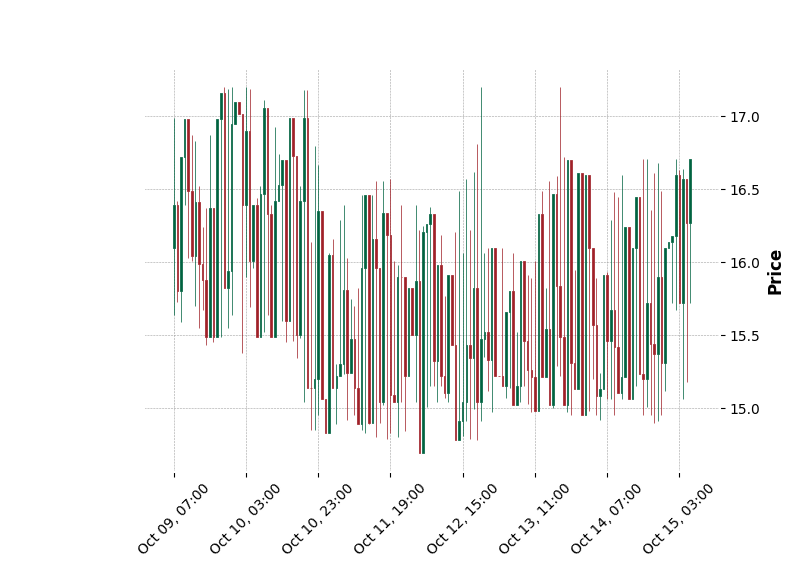 17.0
16.5
16.0
15.5
15.0
Price
Oct 09, 07:00
Oct 10, 03:00
Oct 10, 23:00
Oct 11, 19:00
Oct 12, 15:00
Oct 13, 11:00
Oct 14, 07:00
Oct 15, 03:00